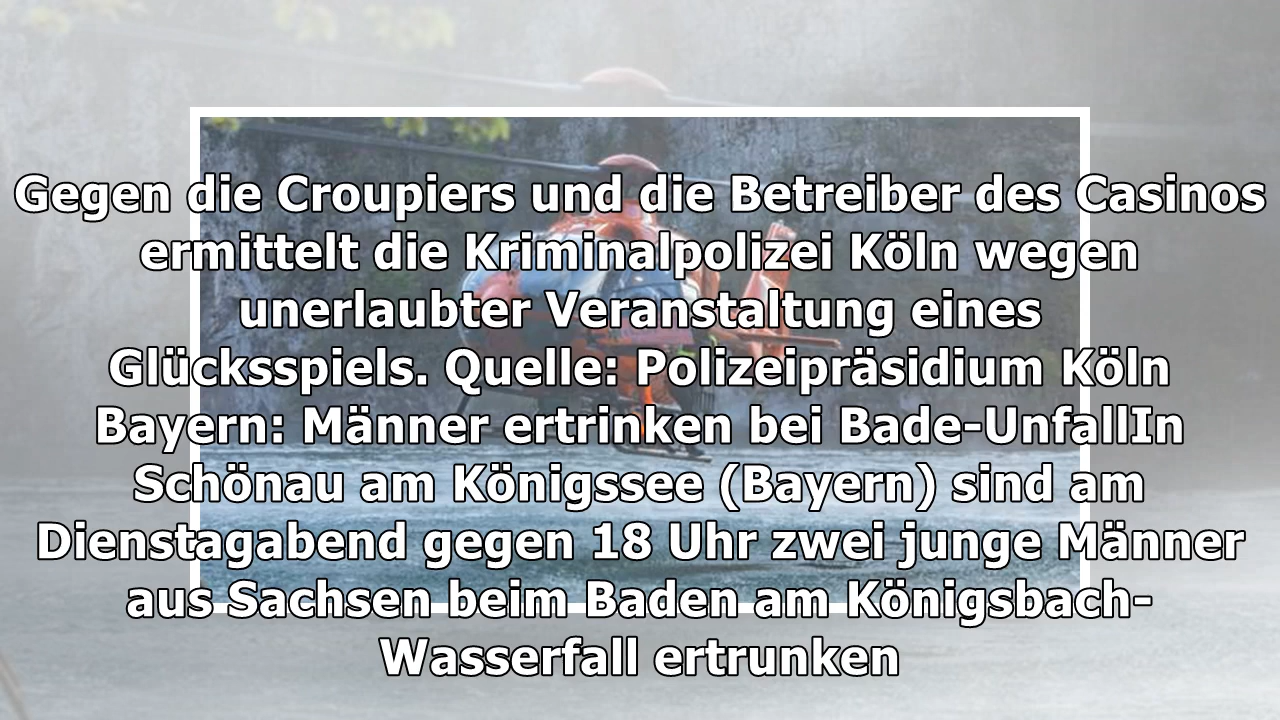 Gegen die Croupiers und die Betreiber des Casinos
ermittelt die Kriminalpolizei Köln wegen
unerlaubter Veranstaltung eines
Glücksspiels. Quelle: Polizeipräsidium Köln
Bayern: Männer ertrinken bei Bade-UnfallIn
Schönau am Königssee (Bayern) sind am
Dienstagabend gegen 18 Uhr zwei junge Männer
aus Sachsen beim Baden am Königsbach-
Wasserfall ertrunken